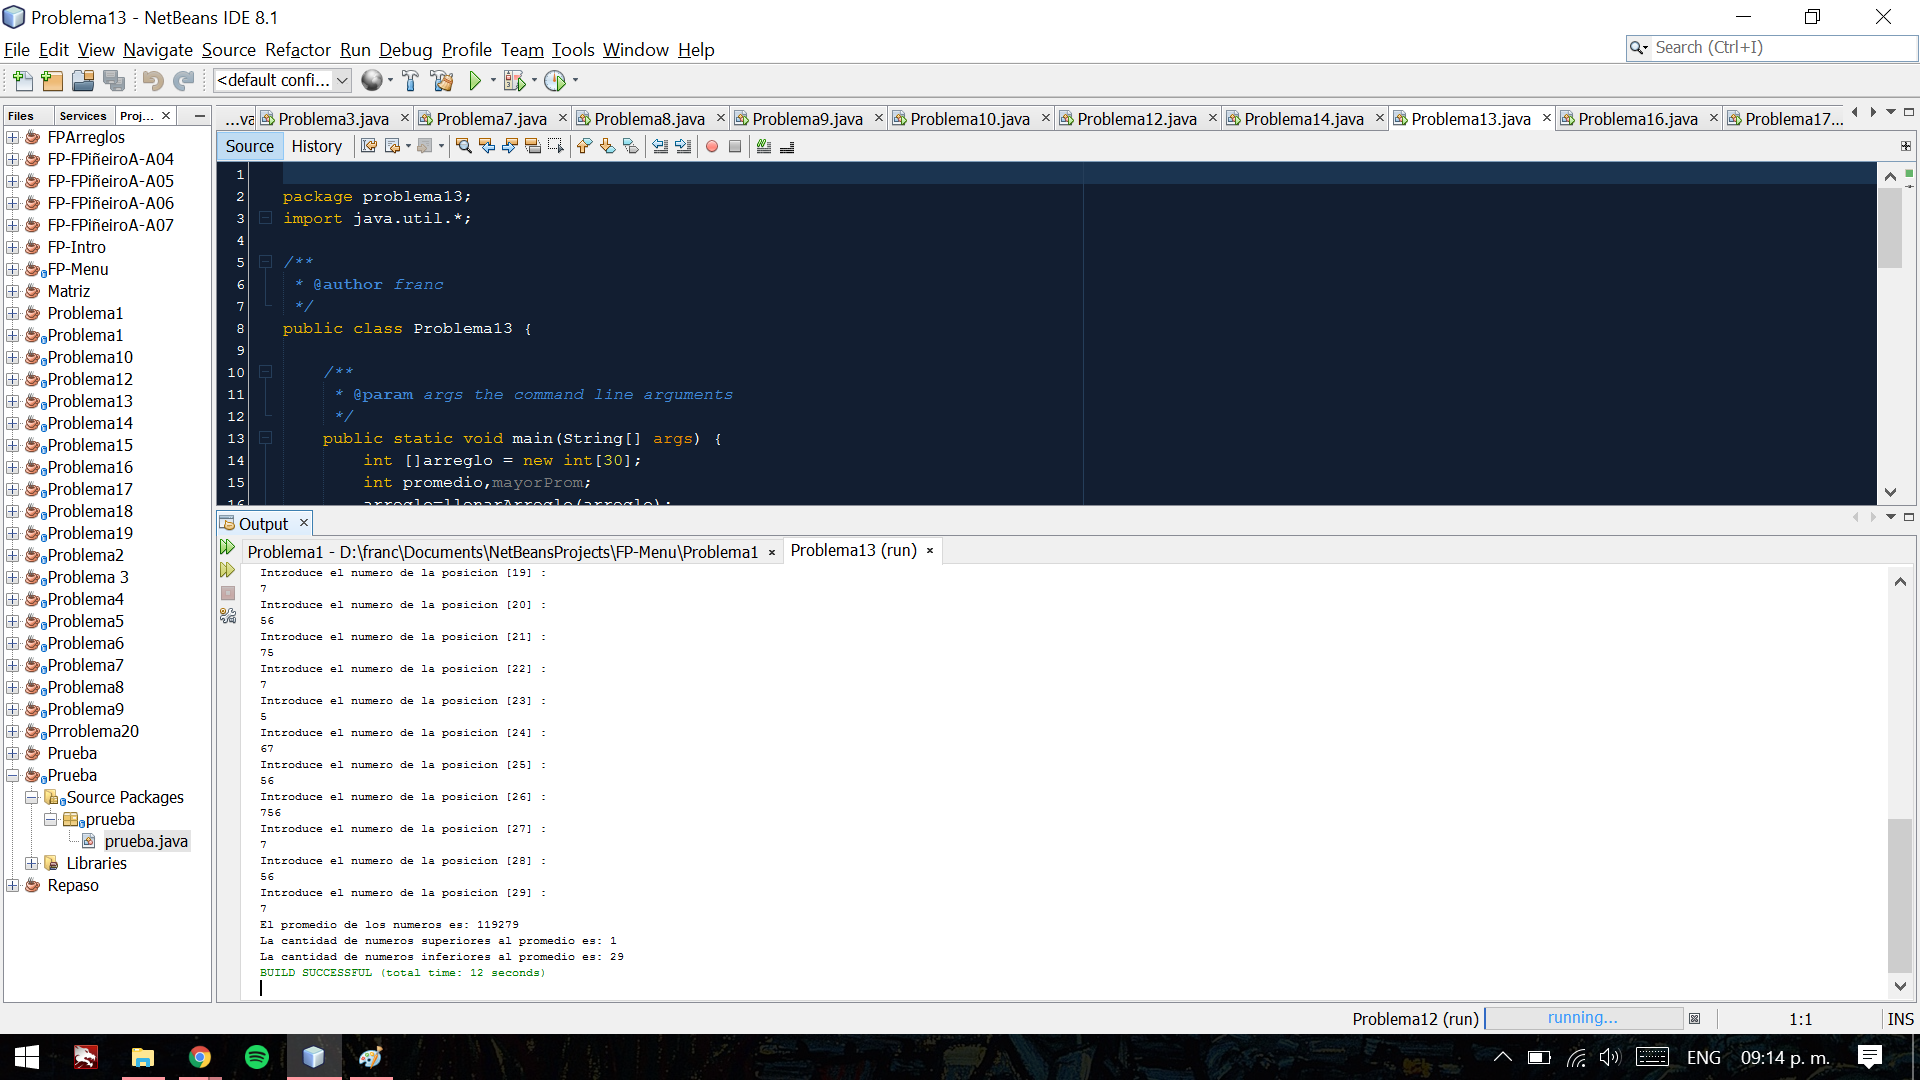 Problema13 - NetBeans IDE 8.1
File Edit View Navigate Source Refactor Run Debug Profile Team Tools Window Help
Search (Ctrl+I)
<default confi...
Files Services Proj...
...va Problema3.java Problema7.java Problema8.java Problema9.java Problema10.java Problema12.java Problema14.java Problema13.java Problema16.java Problema17...
Source History
FPArreglos
FP-FPiñeiroA-A04
FP-FPiñeiroA-A05
FP-FPiñeiroA-A06
FP-FPiñeiroA-A07
FP-Intro
FP-Menu
Matriz
Problema1
Problema1
Problema10
Problema12
Problema13
Problema14
Problema15
Problema16
Problema17
Problema18
Problema19
Problema2
Problema 3
Problema4
Problema5
Problema6
Problema7
Problema8
Problema9
Prroblema20
Prueba
Prueba
Source Packages
prueba
prueba.java
Libraries
Repaso
1
2 package problema13;
3 import java.util.*;
4
5 /**
6 * @author franc
7 */
8 public class Problema13 {
9
10 /**
11 * @param args the command line arguments
12 */
13 public static void main(String[] args) {
14 int []arreglo = new int[30];
15 int promedio,mayorProm;
16 arreglo=llenarArreglo(arreglo);
Output
Problema1 - D:\franc\Documents\NetBeansProjects\FP-Menu\Problema1 Problema13 (run)
Introduce el numero de la posicion [19] :
7
Introduce el numero de la posicion [20] :
56
Introduce el numero de la posicion [21] :
75
Introduce el numero de la posicion [22] :
7
Introduce el numero de la posicion [23] :
5
Introduce el numero de la posicion [24] :
67
Introduce el numero de la posicion [25] :
56
Introduce el numero de la posicion [26] :
756
Introduce el numero de la posicion [27] :
7
Introduce el numero de la posicion [28] :
56
Introduce el numero de la posicion [29] :
7
El promedio de los numeros es: 119279
La cantidad de numeros superiores al promedio es: 1
La cantidad de numeros inferiores al promedio es: 29
BUILD SUCCESSFUL (total time: 12 seconds)
Problema12 (run) running... 1:1 INS
ENG 09:14 p. m.